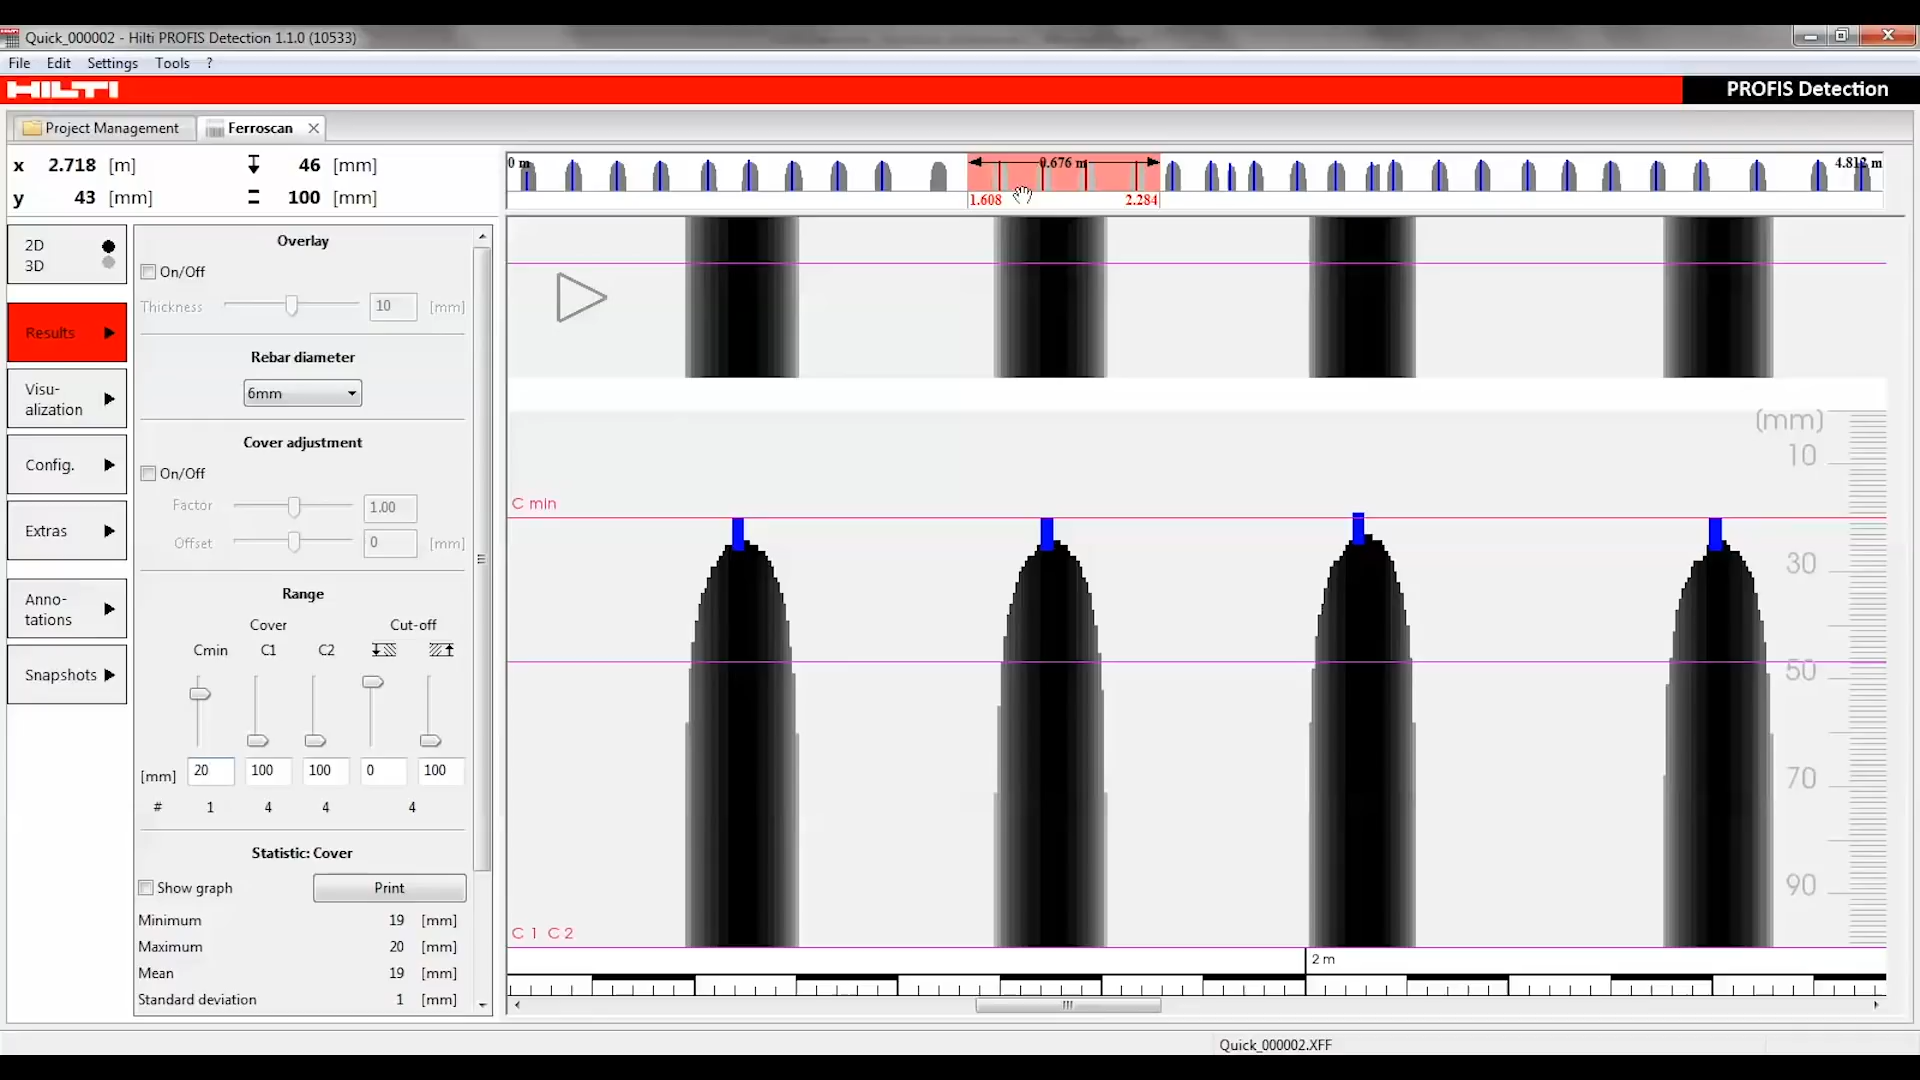 Quick_000002 - Hilti PROFIS Detection 1.1.0 (10533)
File Edit Settings Tools ?
HILTI
PROFIS Detection
Project Management
Ferroscan
x 2.718 [m] 46 [mm]
y 43 [mm] 100 [mm]
0 m
0.676 m
1.608
2.284
2D
3D
Results
Visu-
alization
Config.
Extras
Anno-
tations
Snapshots
Overlay
On/Off
Thickness 10 [mm]
Rebar diameter
6mm
Cover adjustment
On/Off
Factor 1.00
Offset 0 [mm]
Range
Cover Cut-off
Cmin C1 C2
[mm] 20 100 100 0 100
# 1 4 4 4
Statistic: Cover
Show graph Print
Minimum 19 [mm]
Maximum 20 [mm]
Mean 19 [mm]
Standard deviation 1 [mm]
(mm)
10
C min
30
50
70
90
C 1 C 2
2 m
Quick_000002.XFF